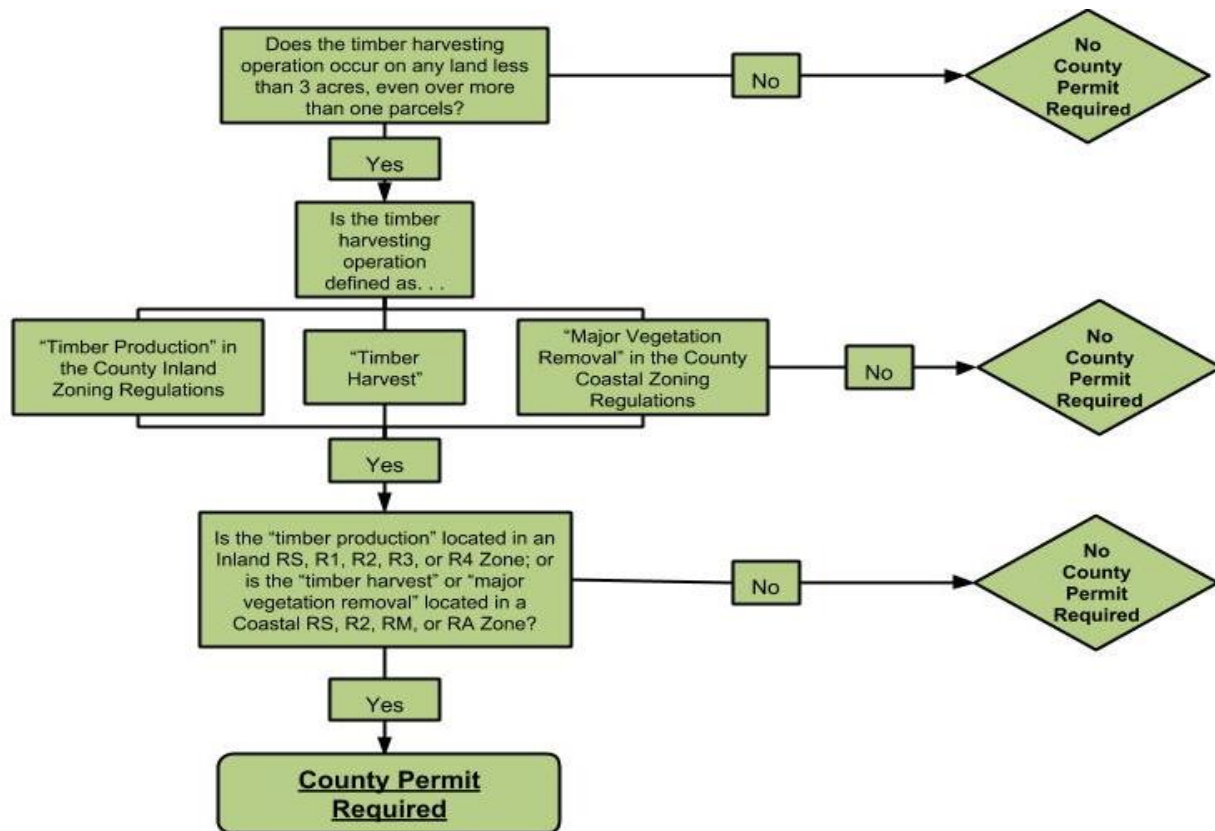 Does the timber harvesting
operation occur on any land less
than 3 acres, even over more
than one parcels?
No
No
County
Permit
Required
Yes
Is the timber
harvesting
operation
defined as. . .
“Timber Production” in
the County Inland
Zoning Regulations
“Timber
Harvest”
“Major Vegetation
Removal” in the County
Coastal Zoning
Regulations
No
No
County
Permit
Required
Yes
Is the “timber production” located in an
Inland RS, R1, R2, R3, or R4 Zone; or
is the “timber harvest” or “major
vegetation removal” located in a
Coastal RS, R2, RM, or RA Zone?
No
No
County
Permit
Required
Yes
County Permit
Required